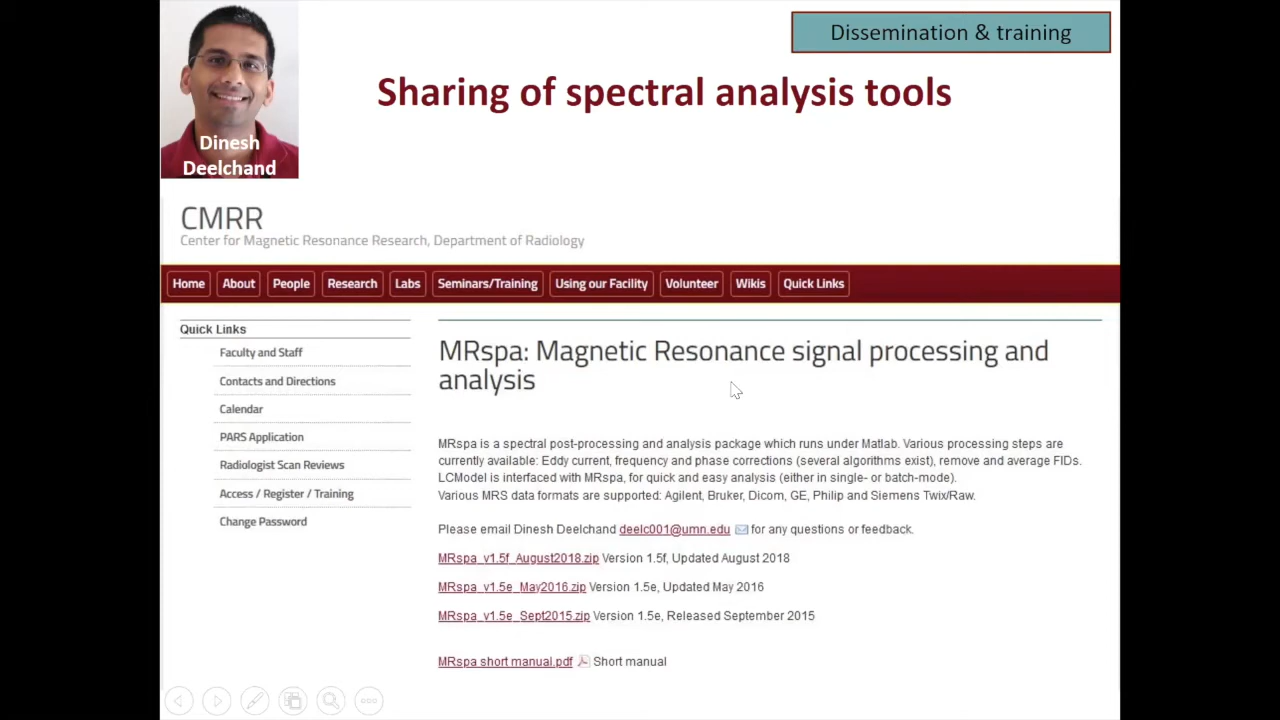 Dissemination & training
Sharing of spectral analysis tools
Dinesh
Deelchand
CMRR
Center for Magnetic Resonance Research, Department of Radiology
Home About People Research Labs Seminars/Training Using our Facility Volunteer Wikis Quick Links
Quick Links
Faculty and Staff
Contacts and Directions
Calendar
PARS Application
Radiologist Scan Reviews
Access / Register / Training
Change Password
MRspa: Magnetic Resonance signal processing and
analysis
MRspa is a spectral post-processing and analysis package which runs under Matlab. Various processing steps are
currently available: Eddy current, frequency and phase corrections (several algorithms exist), remove and average FIDs.
LCModel is interfaced with MRspa, for quick and easy analysis (either in single- or batch-mode).
Various MRS data formats are supported: Agilent, Bruker, Dicom, GE, Philip and Siemens Twix/Raw.
Please email Dinesh Deelchand deelc001@umn.edu for any questions or feedback.
MRspa_v1.5f_August2018.zip Version 1.5f, Updated August 2018
MRspa_v1.5e_May2016.zip Version 1.5e, Updated May 2016
MRspa_v1.5e_Sept2015.zip Version 1.5e, Released September 2015
MRspa short manual.pdf Short manual